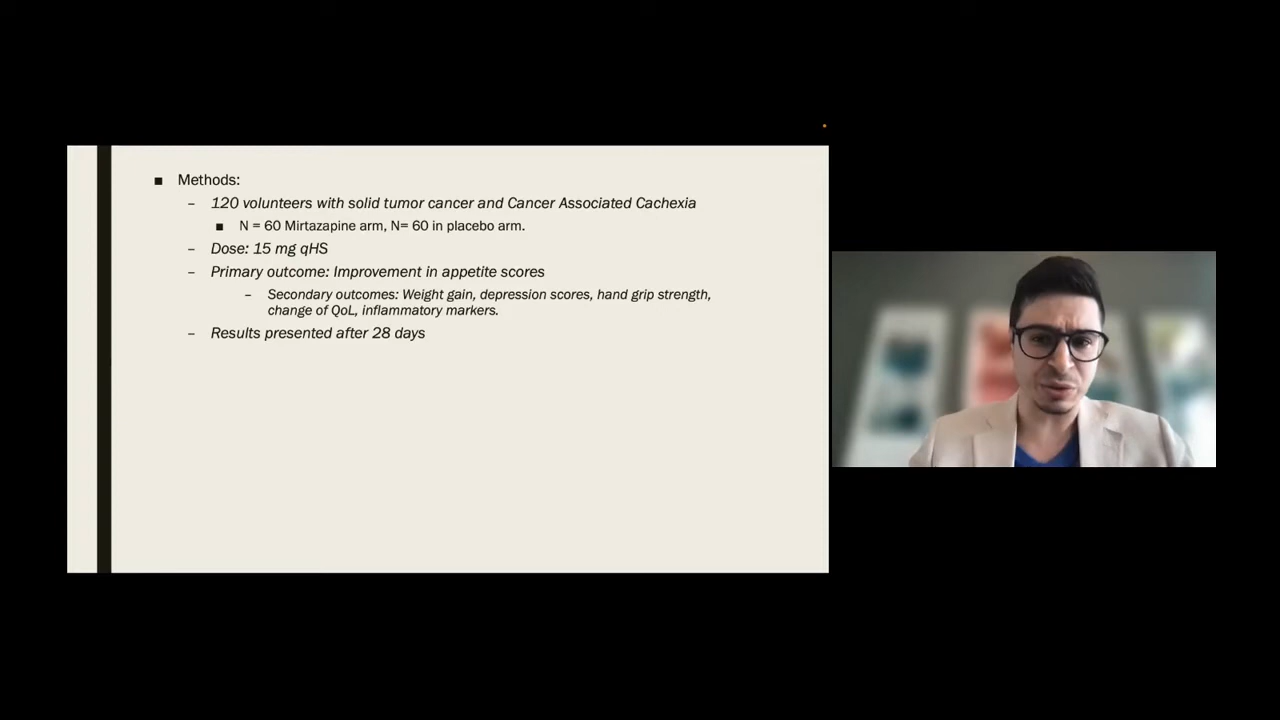 Methods:
– 120 volunteers with solid tumor cancer and Cancer Associated Cachexia
N = 60 Mirtazapine arm, N= 60 in placebo arm.
– Dose: 15 mg qHS
– Primary outcome: Improvement in appetite scores
– Secondary outcomes: Weight gain, depression scores, hand grip strength,
change of QoL, inflammatory markers.
– Results presented after 28 days